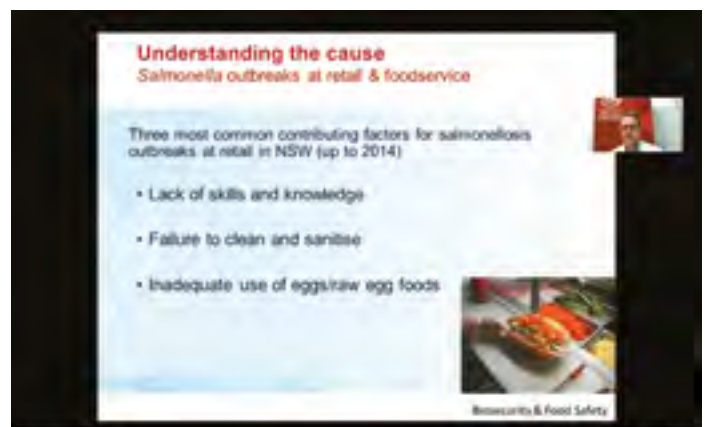 Understanding the cause
Salmonella outbreaks at retail & foodservice
Three most common contributing factors for salmonellosis
outbreaks at retail in NSW (up to 2014)
• Lack of skills and knowledge
• Failure to clean and sanitise
• Inadequate use of eggs/raw egg foods
Biosecurity & Food Safety